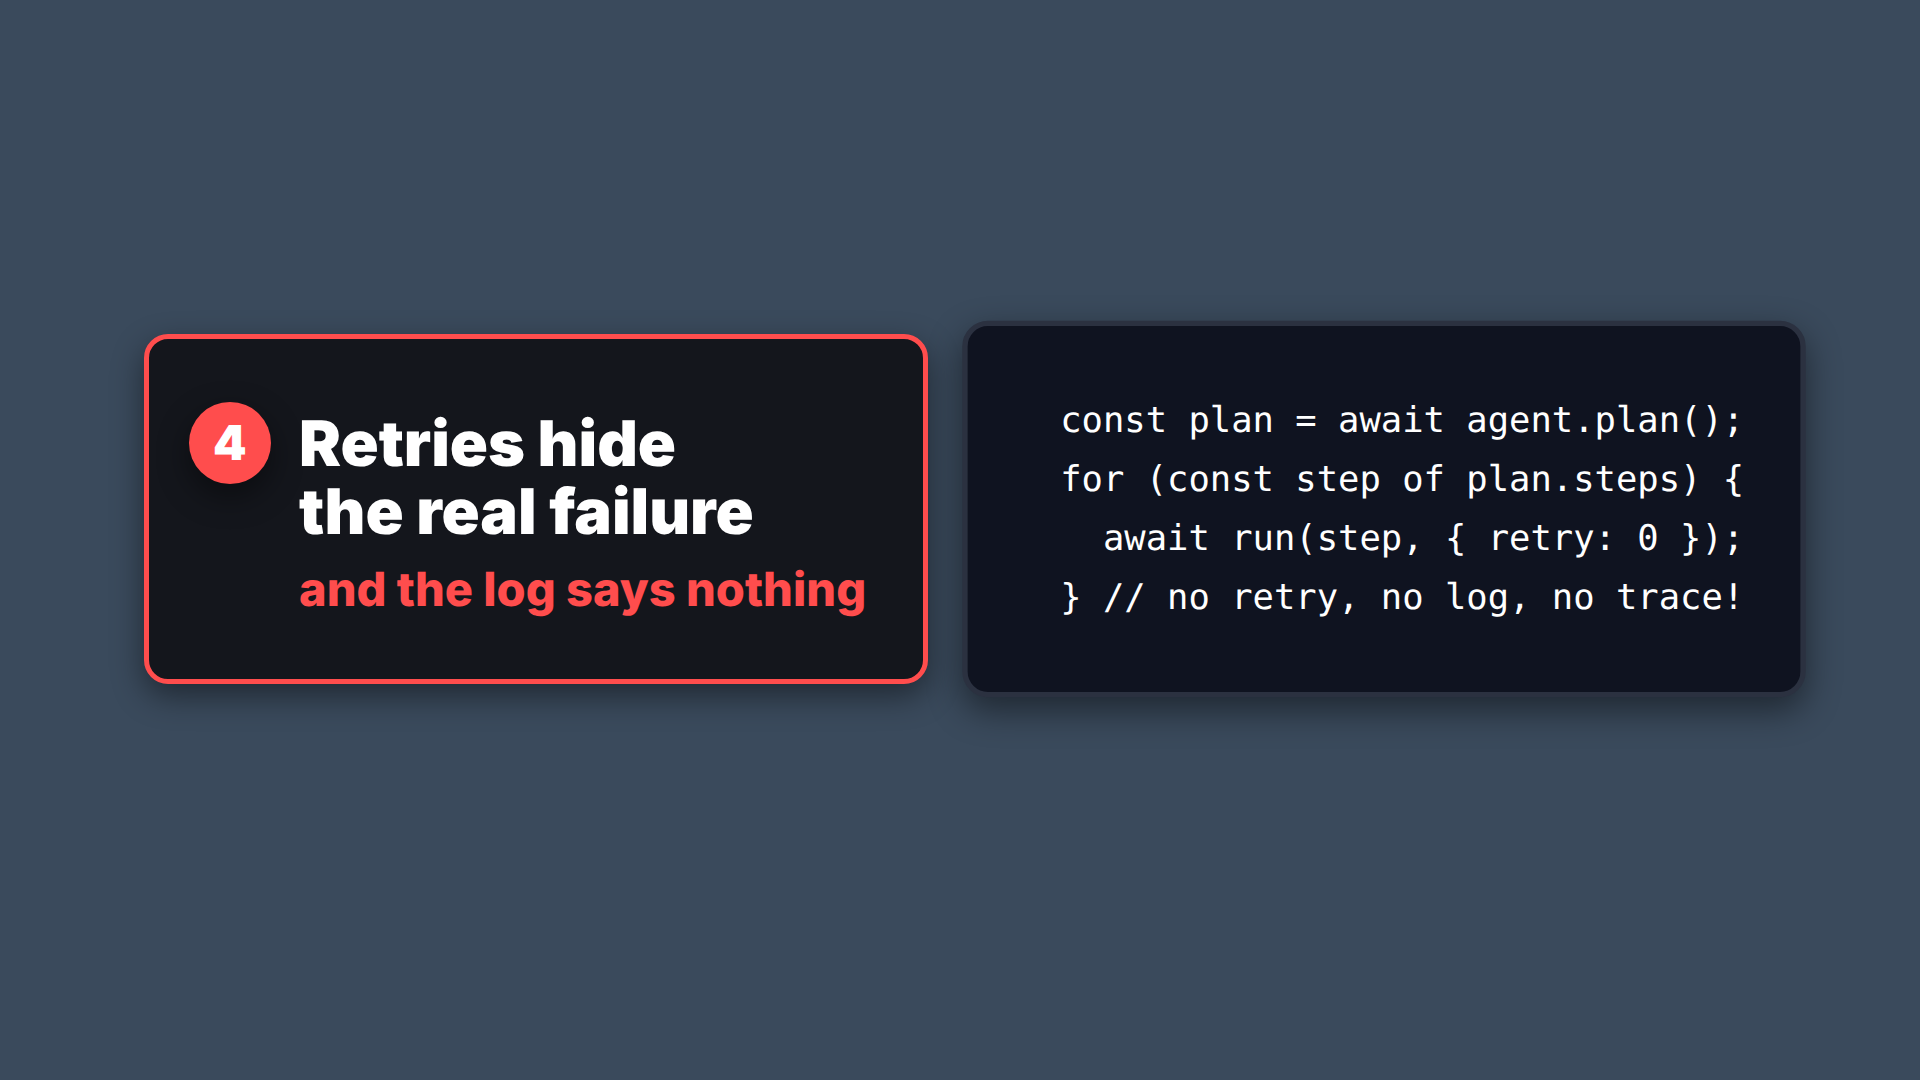 4
Retries hide
the real failure
and the log says nothing
const plan = await agent.plan();
for (const step of plan.steps) {
  await run(step, { retry: 0 });
} // no retry, no log, no trace!